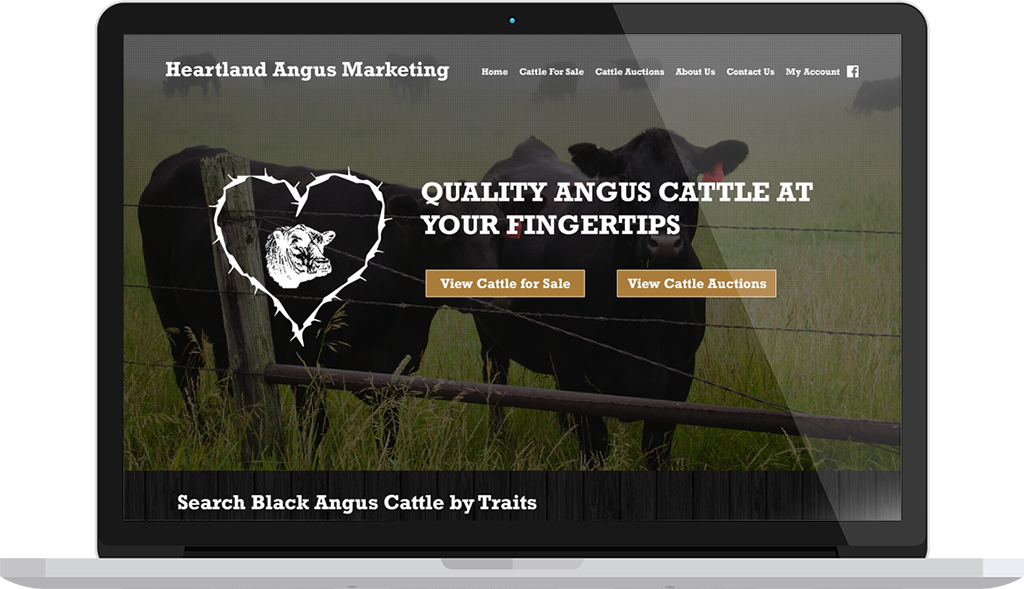 Heartland Angus Marketing
Home Cattle For Sale Cattle Auctions About Us Contact Us My Account
QUALITY ANGUS CATTLE AT
YOUR FINGERTIPS
View Cattle for Sale View Cattle Auctions
Search Black Angus Cattle by Traits